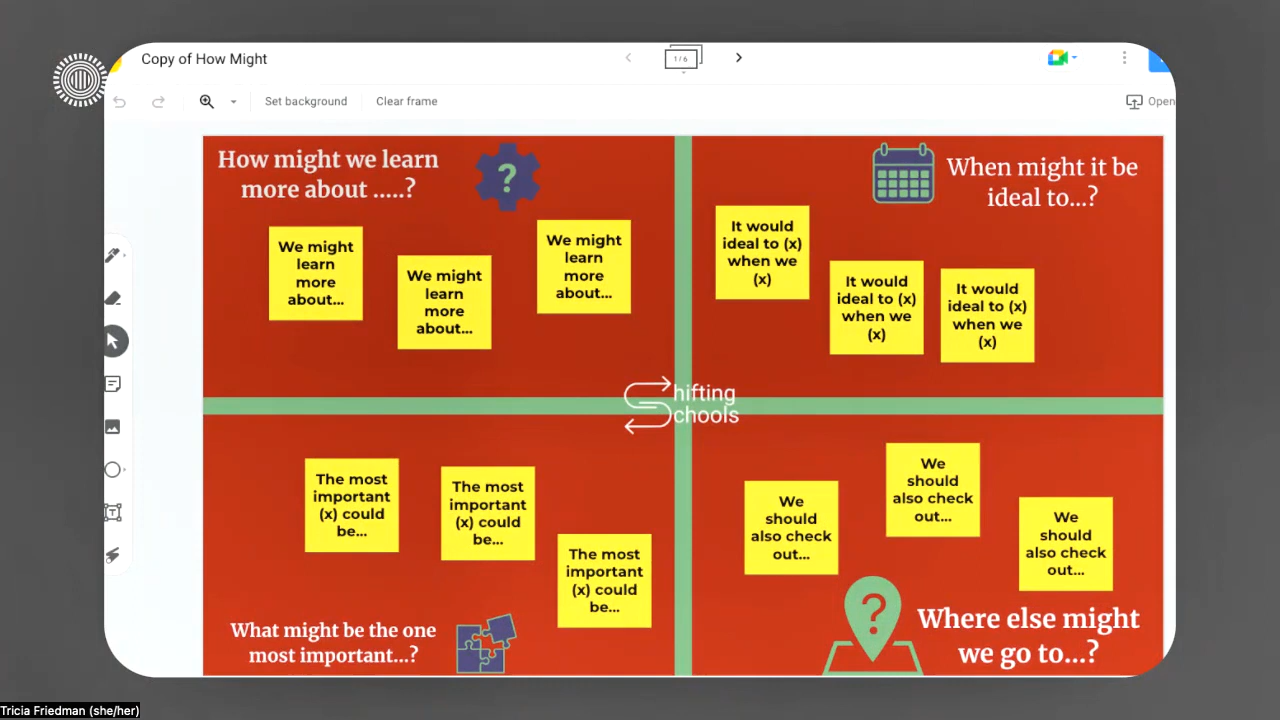 Copy of How Might
1/6
Set background
Clear frame
Open
How might we learn
more about .....?
?
We might
learn
more
about...
We might
learn
more
about...
We might
learn
more
about...
When might it be
ideal to...?
It would
ideal to (x)
when we
(x)
It would
ideal to (x)
when we
(x)
It would
ideal to (x)
when we
(x)
hifting
chools
The most
important
(x) could
be...
The most
important
(x) could
be...
The most
important
(x) could
be...
What might be the one
most important...?
We
should
also check
out...
We
should
also check
out...
We
should
also check
out...
?
Where else might
we go to...?
Tricia Friedman (she/her)